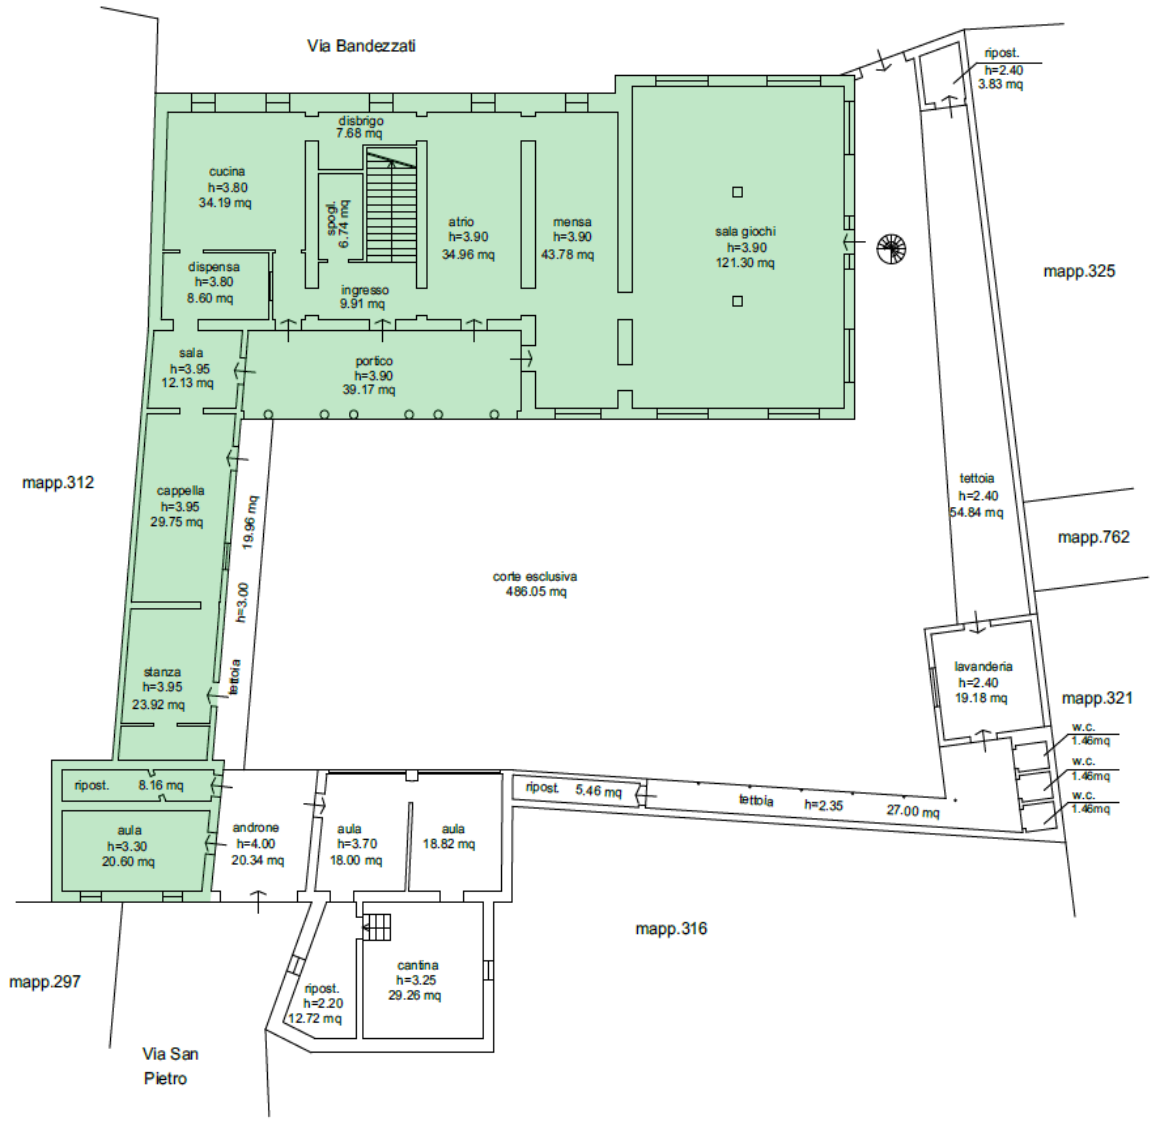 Via Bandezzati
ripost.
h=2.40
3.83 mq
disbrigo
7.68 mq
cucina
h=3.80
34.19 mq
spogl.
6.74 mq
atrio
h=3.90
34.96 mq
mensa
h=3.90
43.78 mq
sala giochi
h=3.90
121.30 mq
mapp.325
dispensa
h=3.80
8.60 mq
ingresso
9.91 mq
sala
h=3.95
12.13 mq
portico
h=3.90
39.17 mq
mapp.312
cappella
h=3.95
29.75 mq
tettoia h=3.00 19.96 mq
tettoia
h=2.40
54.84 mq
mapp.762
corte esclusiva
486.05 mq
stanza
h=3.95
23.92 mq
lavanderia
h=2.40
19.18 mq
mapp.321
w.c.
1.46mq
w.c.
1.46mq
w.c.
1.46mq
ripost. 8.16 mq
ripost. 5,46 mq
tettoia h=2.35 27.00 mq
aula
h=3.30
20.60 mq
androne
h=4.00
20.34 mq
aula
h=3.70
18.00 mq
aula
18.82 mq
mapp.316
mapp.297
cantina
h=3.25
29.26 mq
ripost.
h=2.20
12.72 mq
Via San
Pietro